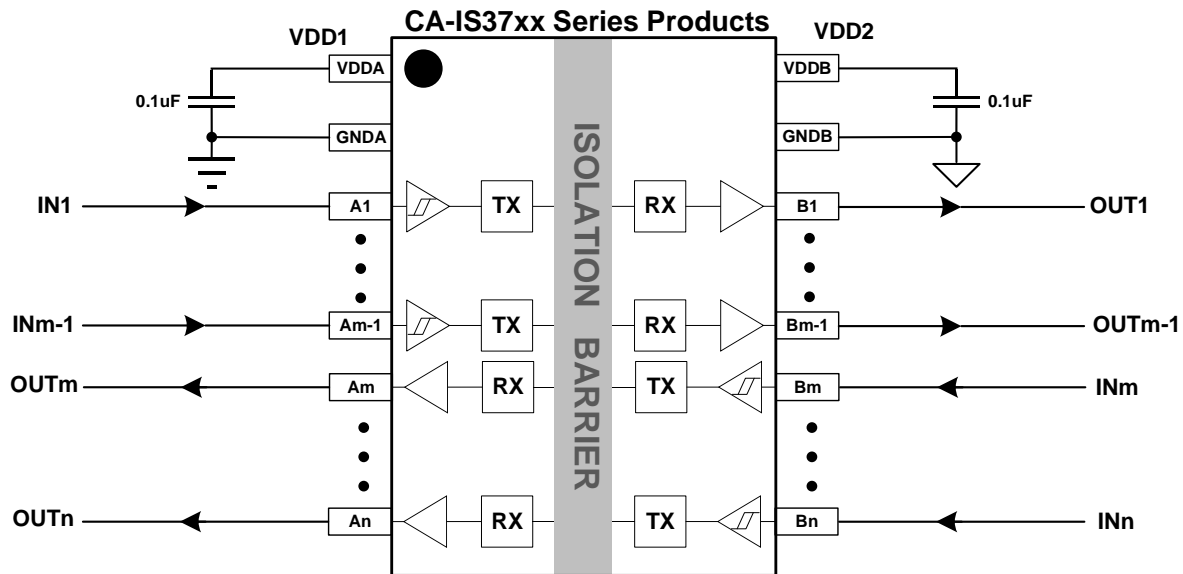 CA-IS37xx Series Products
VDD1
VDD2
VDDA
VDDB
0.1uF
0.1uF
GNDA
GNDB
ISOLATION BARRIER
IN1
A1
TX
RX
B1
OUT1
INm-1
Am-1
TX
RX
Bm-1
OUTm-1
OUTm
Am
RX
TX
Bm
INm
OUTn
An
RX
TX
Bn
INn